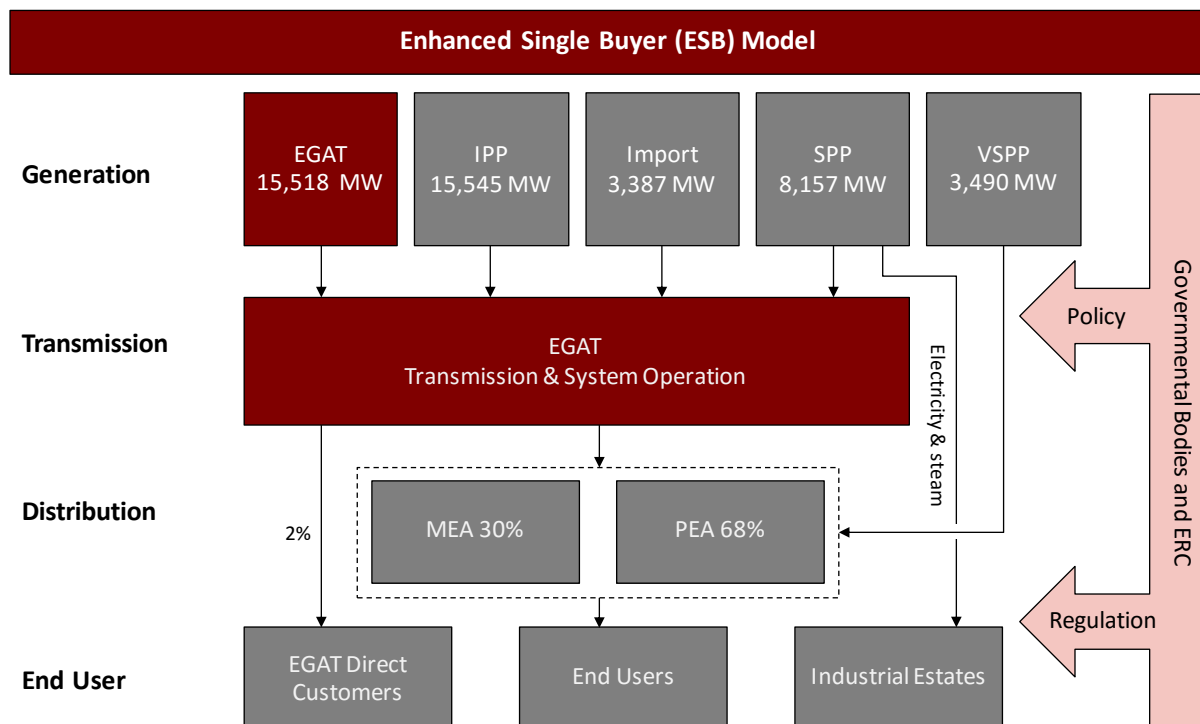 Enhanced Single Buyer (ESB) Model
Generation
EGAT
15,518 MW
IPP
15,545 MW
Import
3,387 MW
SPP
8,157 MW
VSPP
3,490 MW
Transmission
EGAT
Transmission & System Operation
Electricity & steam
Policy
Governmental Bodies and ERC
Distribution
2%
MEA 30%
PEA 68%
Regulation
End User
EGAT Direct
Customers
End Users
Industrial Estates